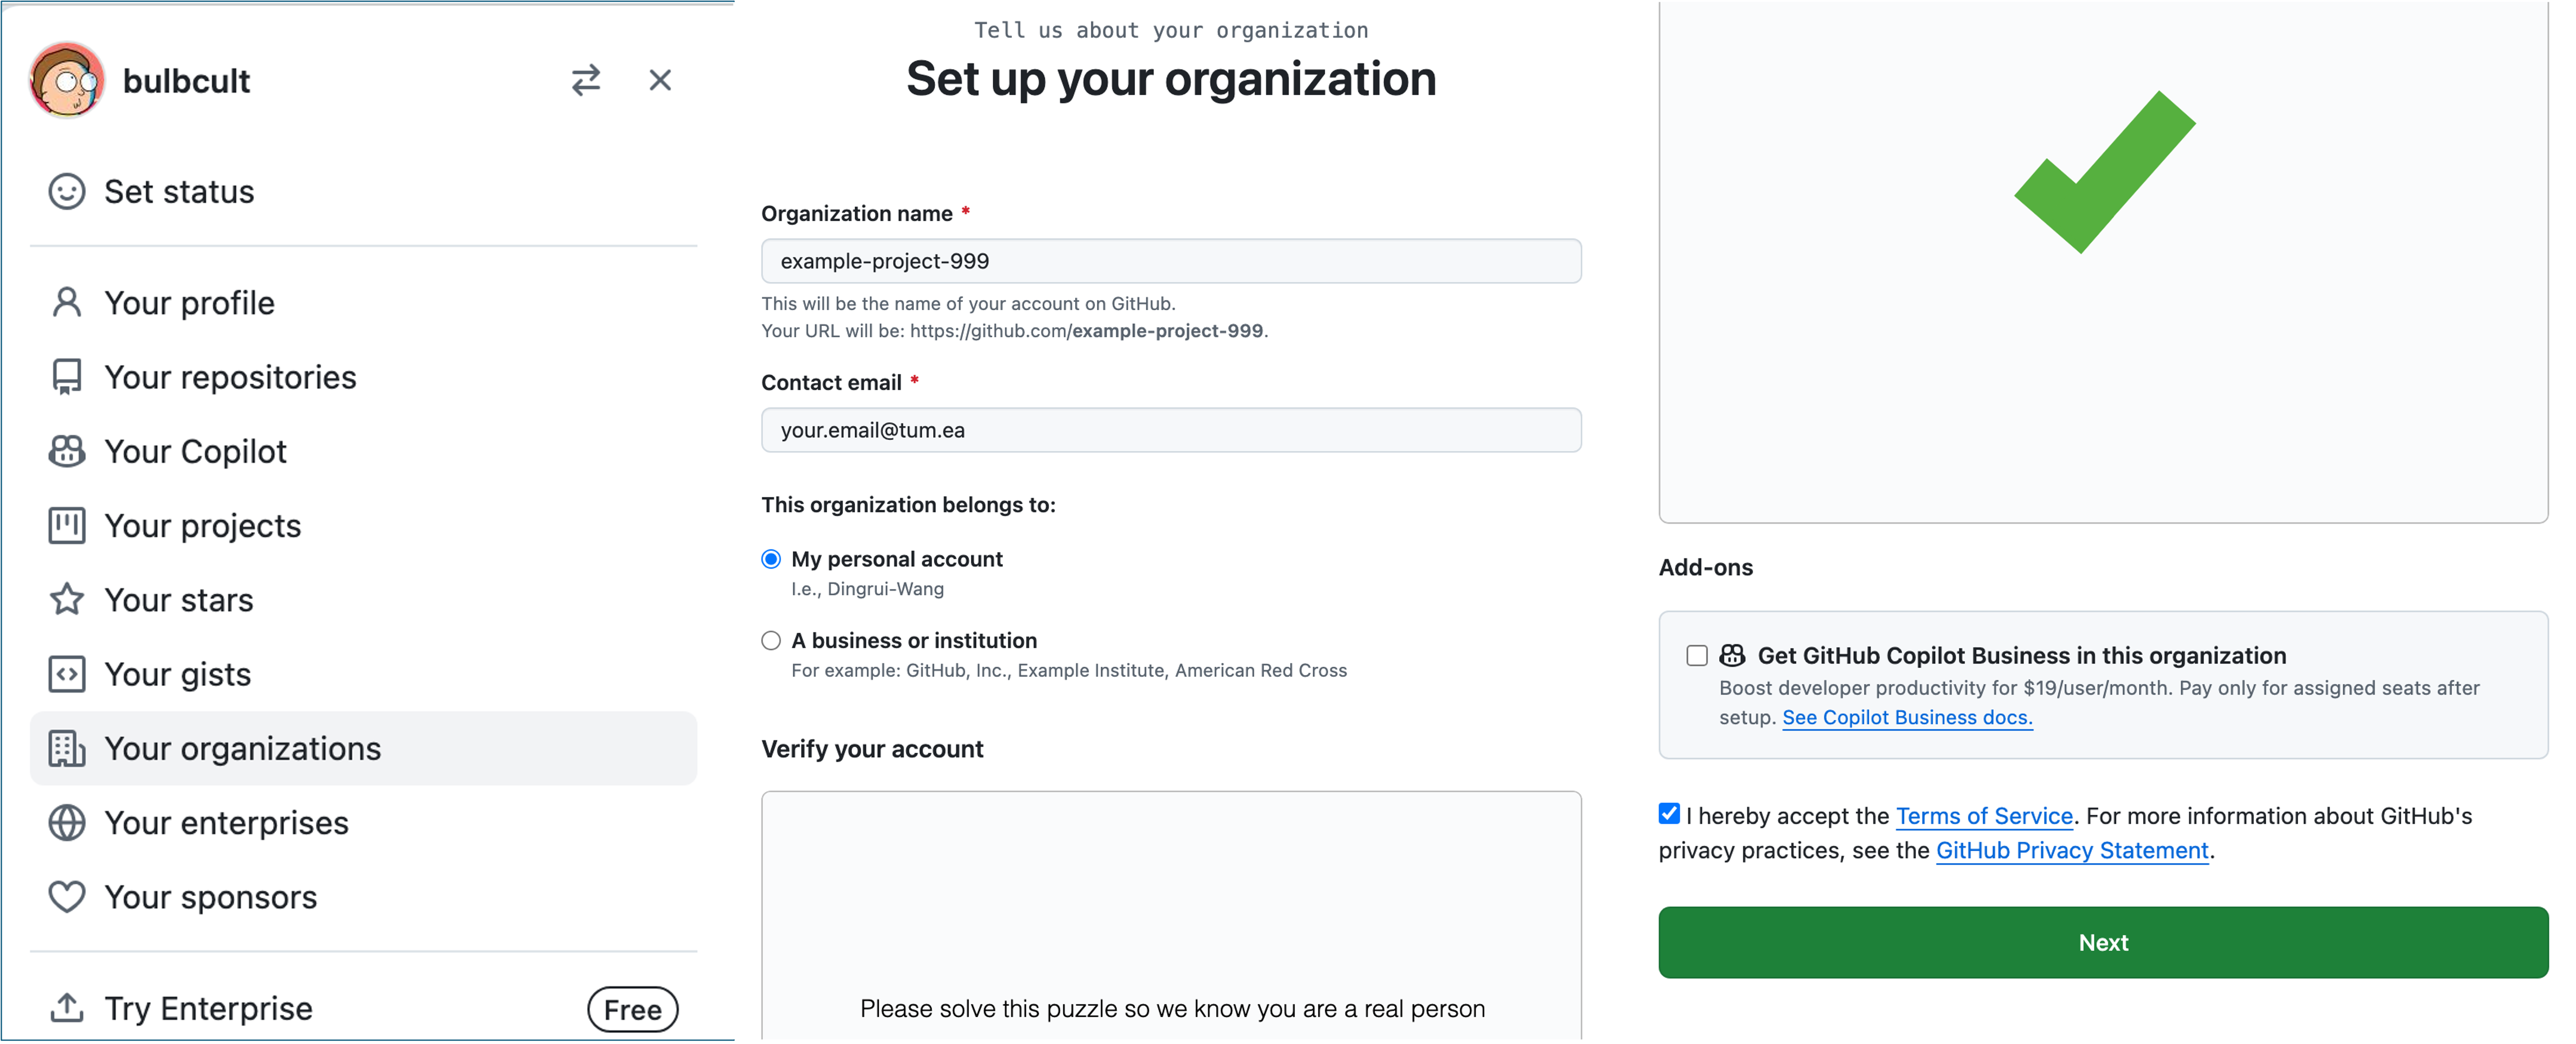 bulbcult
Set status
Your profile
Your repositories
Your Copilot
Your projects
Your stars
Your gists
Your organizations
Your enterprises
Your sponsors
Try Enterprise Free
Tell us about your organization
Set up your organization
Organization name *
example-project-999
This will be the name of your account on GitHub.
Your URL will be: https://github.com/example-project-999.
Contact email *
your.email@tum.ea
This organization belongs to:
My personal account
I.e., Dingrui-Wang
A business or institution
For example: GitHub, Inc., Example Institute, American Red Cross
Verify your account
Please solve this puzzle so we know you are a real person
Add-ons
Get GitHub Copilot Business in this organization
Boost developer productivity for $19/user/month. Pay only for assigned seats after
setup. See Copilot Business docs.
I hereby accept the Terms of Service. For more information about GitHub's
privacy practices, see the GitHub Privacy Statement.
Next